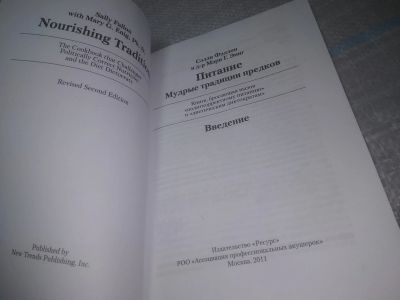 Sally Fallon
with Mary G. Enig, Ph. D.
Nourishing Traditions
The Cookbook that Challenges
Politically Correct Nutrition
and the Diet Dictocrats
Revised Second Edition
Published by
New Trends Publishing, Inc.
Салли Фэллон
и д-р Мэри Г. Эниг
Питание
Мудрые традиции предков
Книга, бросающая вызов
«политкорректному питанию»
и «диетическим диктократам»
Введение
Издательство «Ресурс»
РОО «Ассоциация профессиональных акушерок»
Москва, 2011